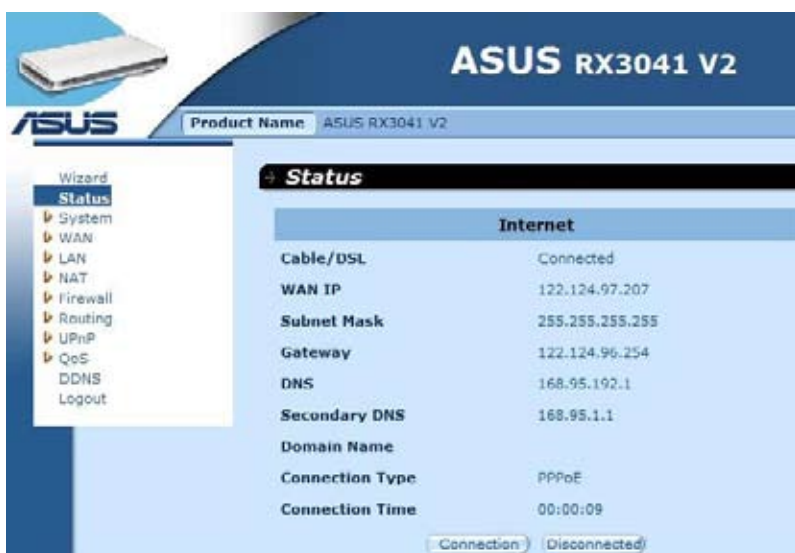 ASUS RX3041 V2
ASUS
Product Name ASUS RX3041 V2
Wizard
Status
System
WAN
LAN
NAT
Firewall
Routing
UPnP
QoS
DDNS
Logout
Status
Internet
Cable/DSL Connected
WAN IP 122.124.97.207
Subnet Mask 255.255.255.255
Gateway 122.124.96.254
DNS 168.95.192.1
Secondary DNS 168.95.1.1
Domain Name
Connection Type PPPoE
Connection Time 00:00:09
Connection Disconnected